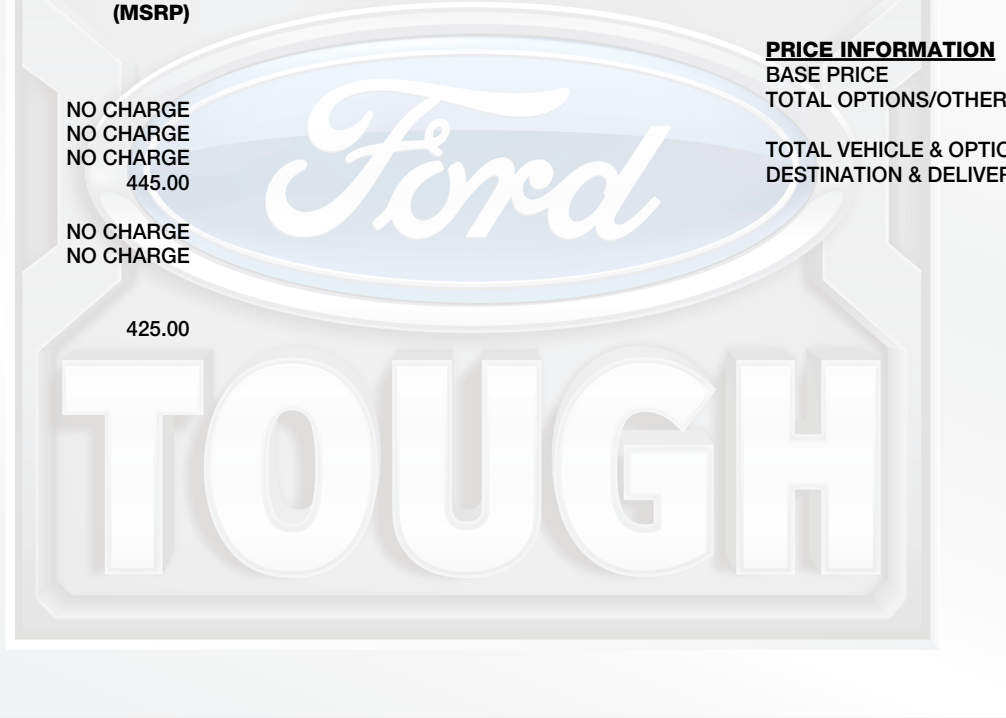 (MSRP)
NO CHARGE
NO CHARGE
NO CHARGE
445.00
NO CHARGE
NO CHARGE
425.00
PRICE INFORMATION
BASE PRICE
TOTAL OPTIONS/OTHER
TOTAL VEHICLE & OPTIO
DESTINATION & DELIVER
Ford
TOUGH